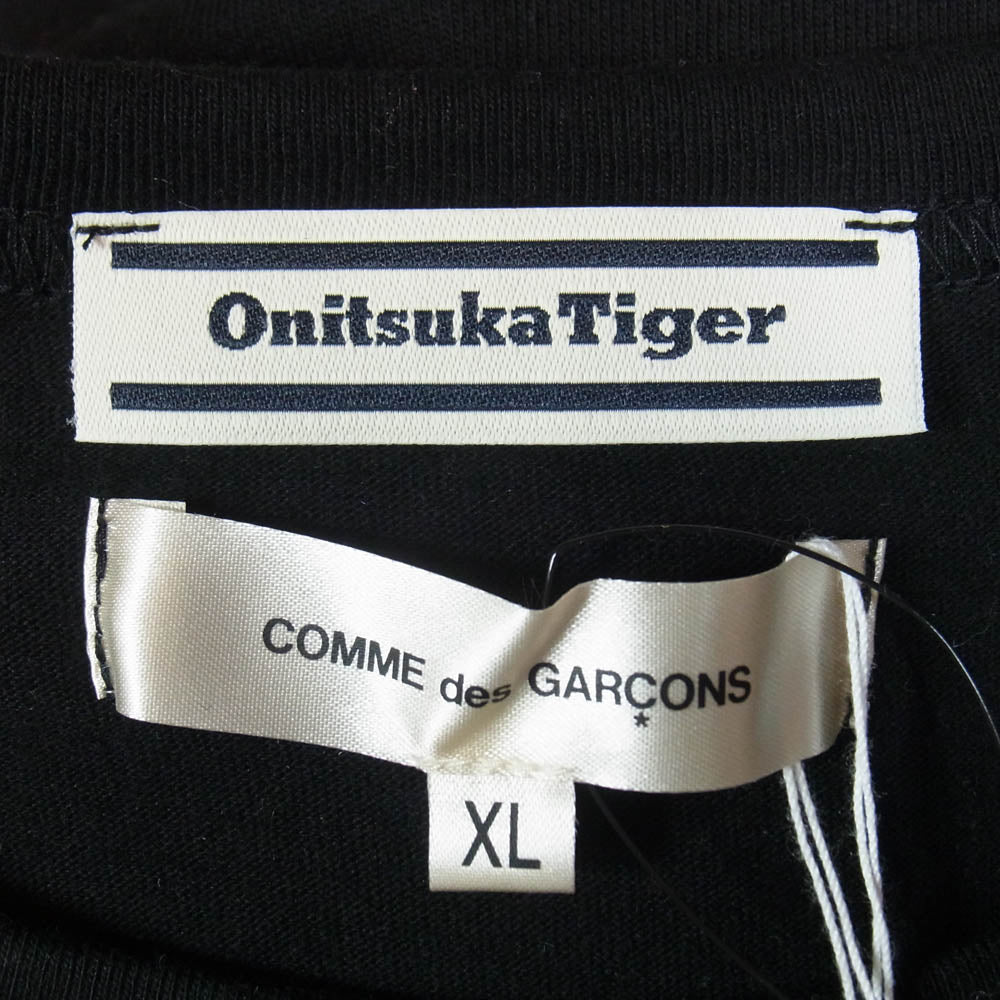 OnitsukaTiger
COMME des GARÇONS
*
XL